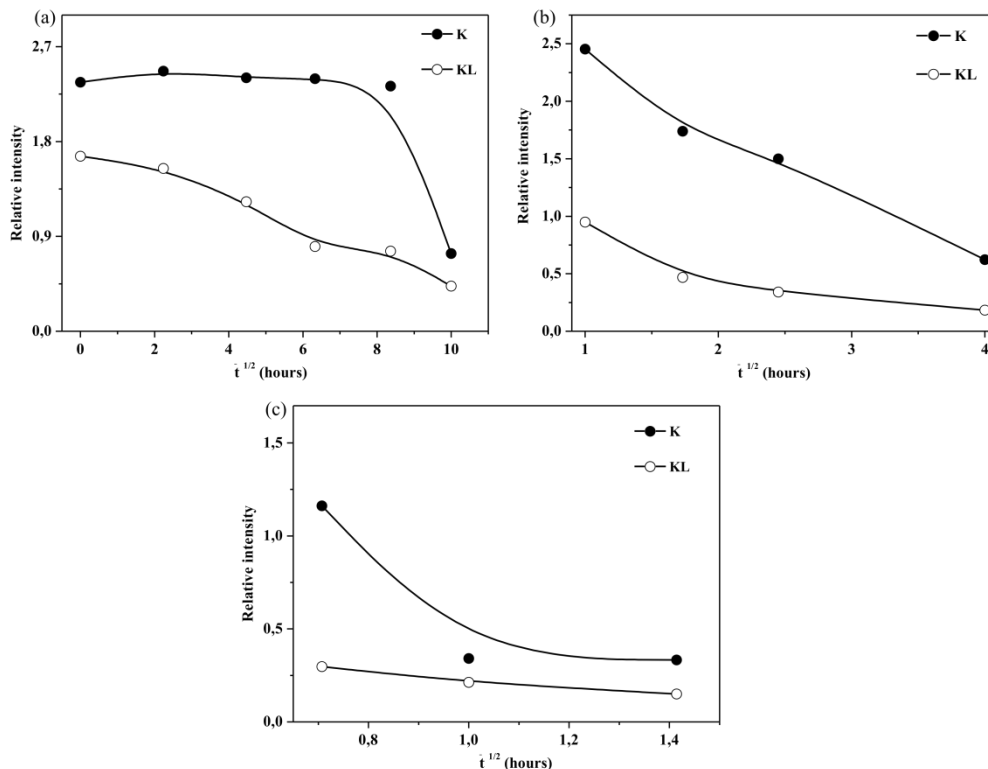 (a)
K
KL
2,7
1,8
0,9
0,0
Relative intensity
0 2 4 6 8 10
t 1/2 (hours)
(b)
K
KL
2,5
2,0
1,5
1,0
0,5
0,0
Relative intensity
1 2 3 4
t 1/2 (hours)
(c)
K
KL
1,5
1,0
0,5
0,0
Relative intensity
0,8 1,0 1,2 1,4
t 1/2 (hours)